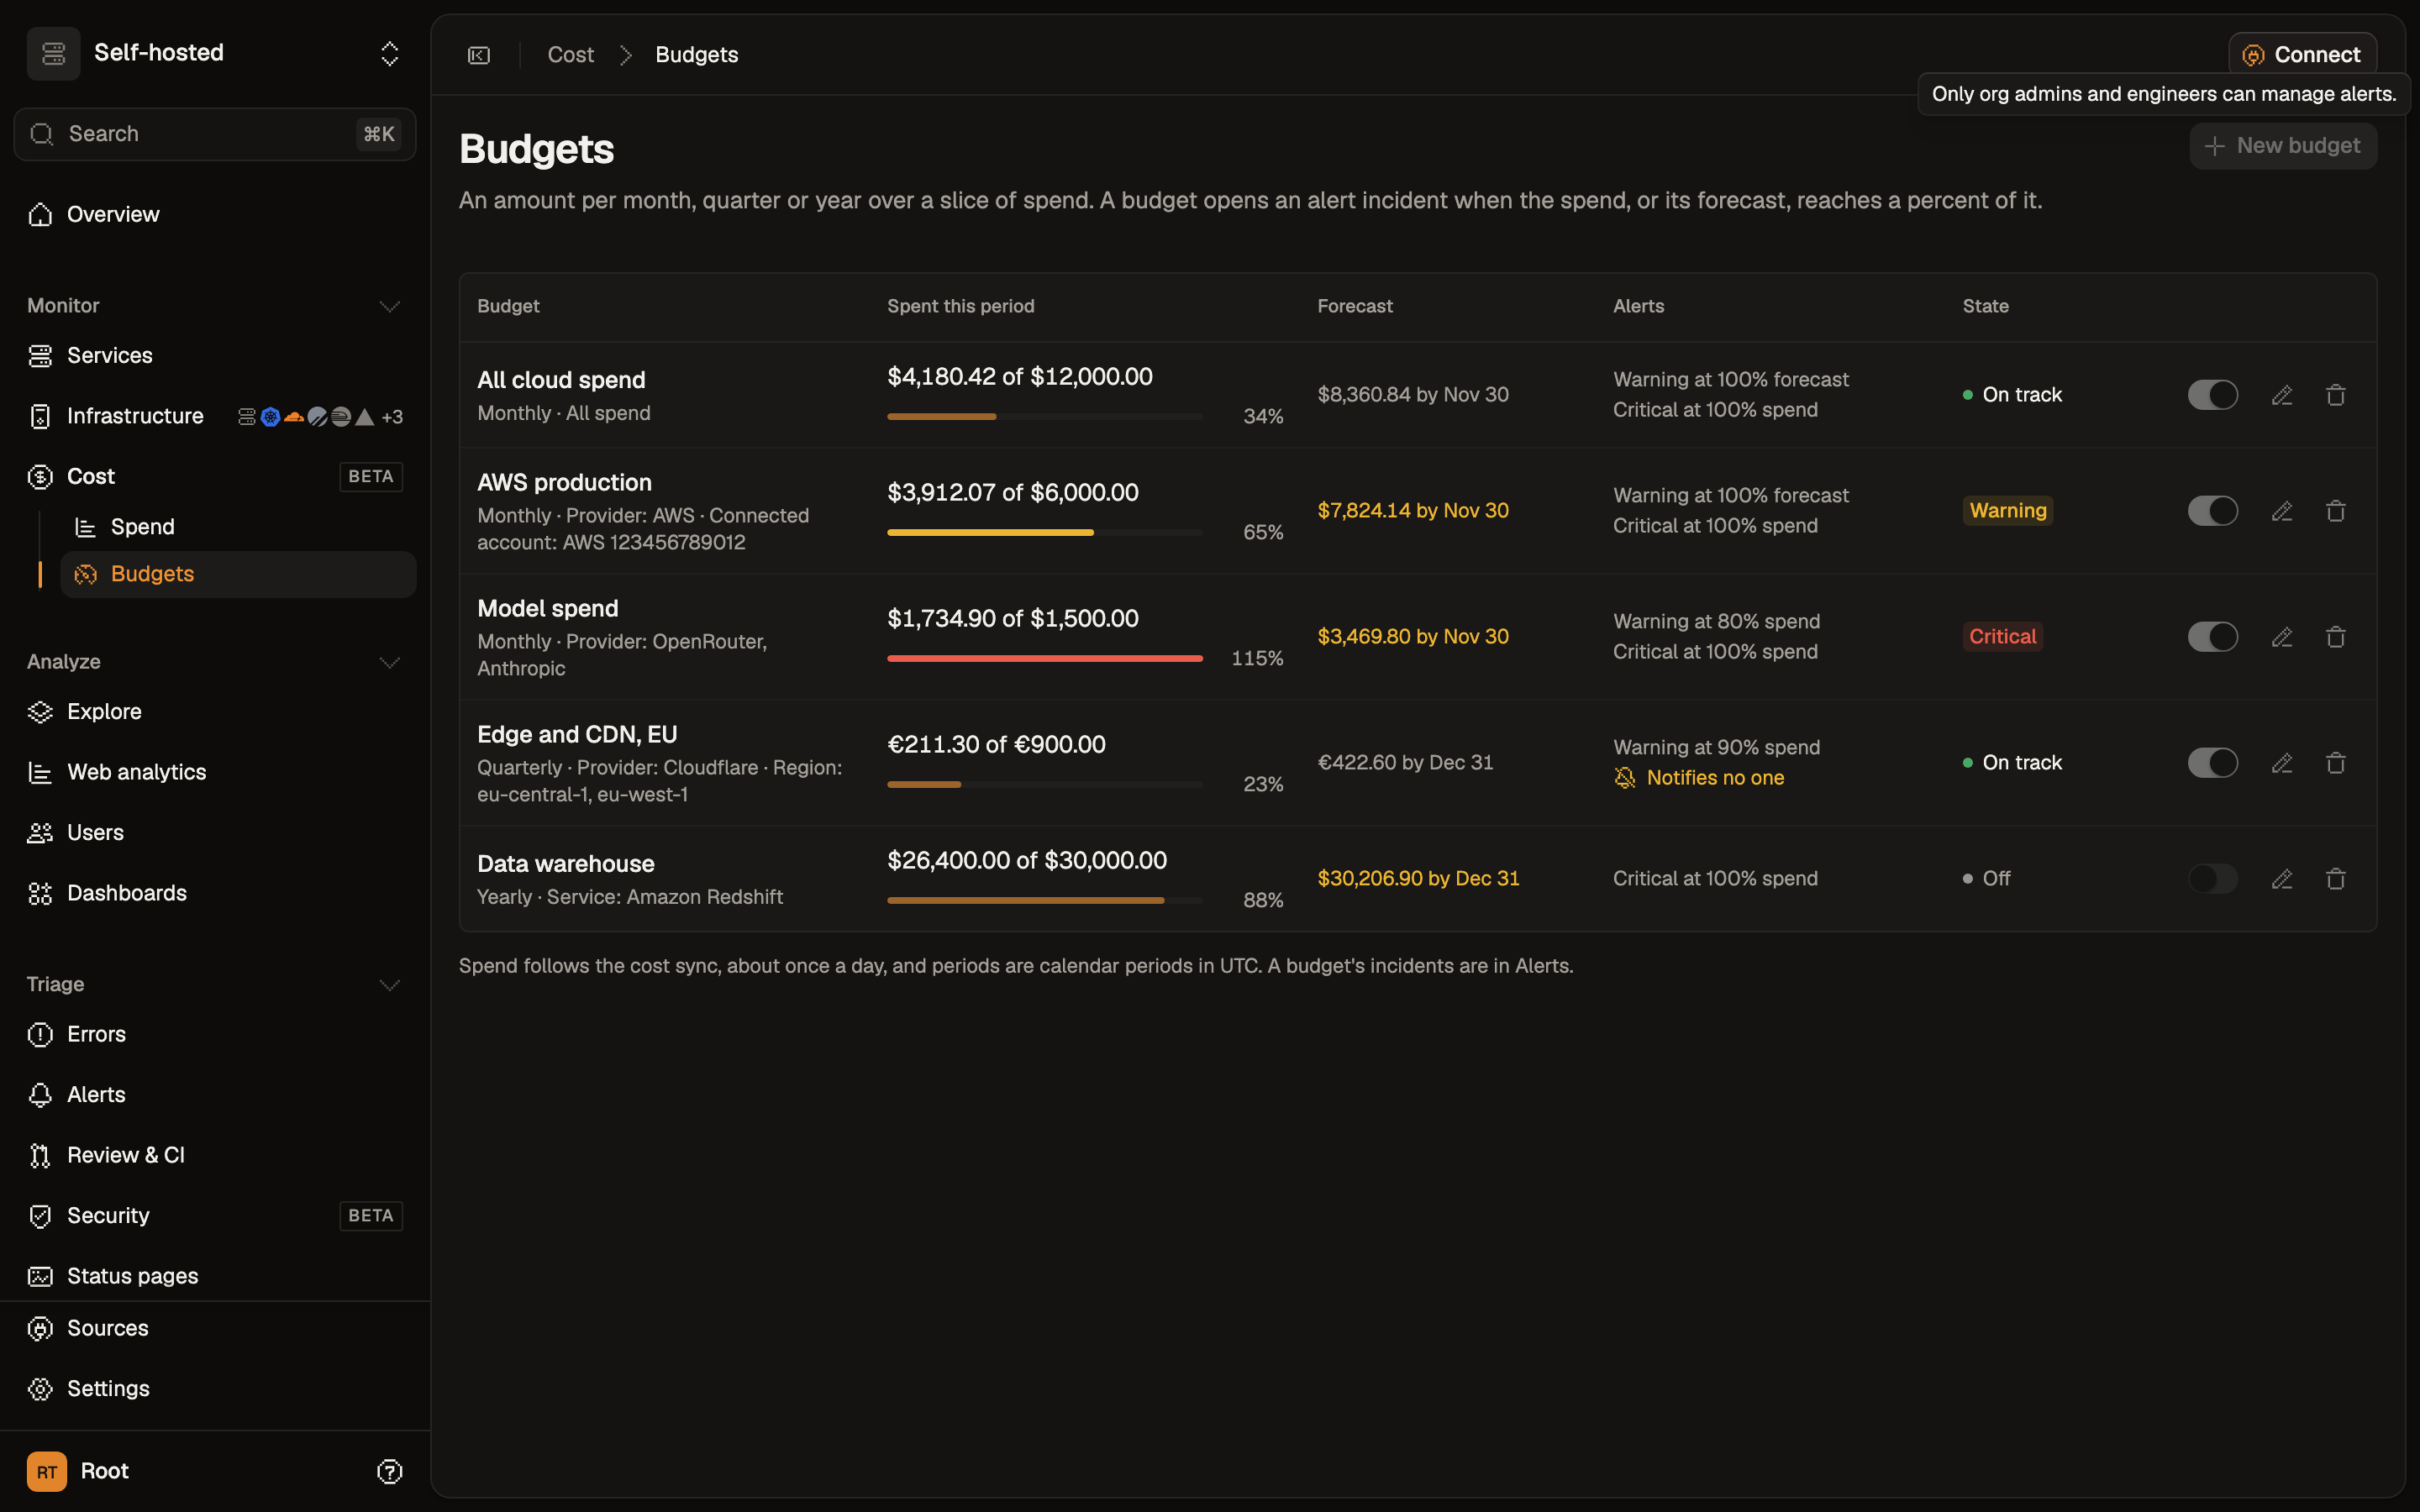 Self-hosted
Search
⌘K
Overview
Monitor
Services
Infrastructure
+3
Cost
BETA
Spend
Budgets
Analyze
Explore
Web analytics
Users
Dashboards
Triage
Errors
Alerts
Review & CI
Security
BETA
Status pages
Sources
Settings
RT
Root
Cost
Budgets
Connect
Only org admins and engineers can manage alerts.
Budgets
New budget
An amount per month, quarter or year over a slice of spend. A budget opens an alert incident when the spend, or its forecast, reaches a percent of it.
Budget
Spent this period
Forecast
Alerts
State
All cloud spend
Monthly · All spend
$4,180.42 of $12,000.00
34%
$8,360.84 by Nov 30
Warning at 100% forecast
Critical at 100% spend
On track
AWS production
Monthly · Provider: AWS · Connected
account: AWS 123456789012
$3,912.07 of $6,000.00
65%
$7,824.14 by Nov 30
Warning at 100% forecast
Critical at 100% spend
Warning
Model spend
Monthly · Provider: OpenRouter,
Anthropic
$1,734.90 of $1,500.00
115%
$3,469.80 by Nov 30
Warning at 80% spend
Critical at 100% spend
Critical
Edge and CDN, EU
Quarterly · Provider: Cloudflare · Region:
eu-central-1, eu-west-1
€211.30 of €900.00
23%
€422.60 by Dec 31
Warning at 90% spend
Notifies no one
On track
Data warehouse
Yearly · Service: Amazon Redshift
$26,400.00 of $30,000.00
88%
$30,206.90 by Dec 31
Critical at 100% spend
Off
Spend follows the cost sync, about once a day, and periods are calendar periods in UTC. A budget's incidents are in Alerts.